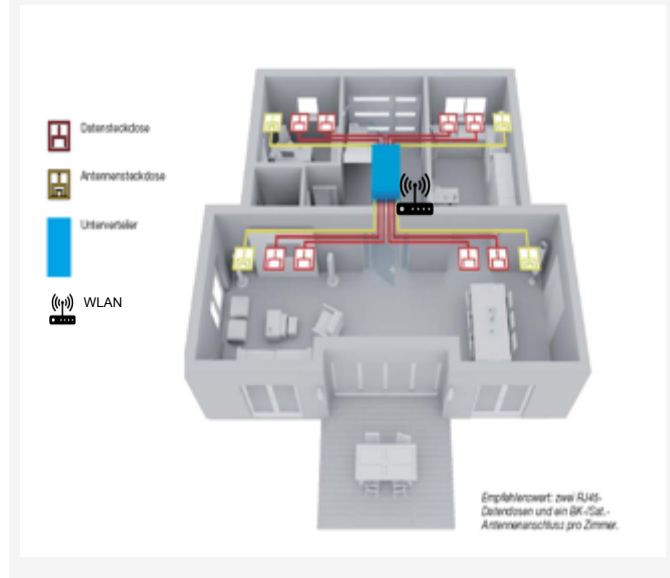 Datensteckdose
Antennensteckdose
Unterverteiler
WLAN
Empfehlenswert: zwei RJ45-
Datendosen und ein BK-/Sat.-
Antennenanschluss pro Zimmer.